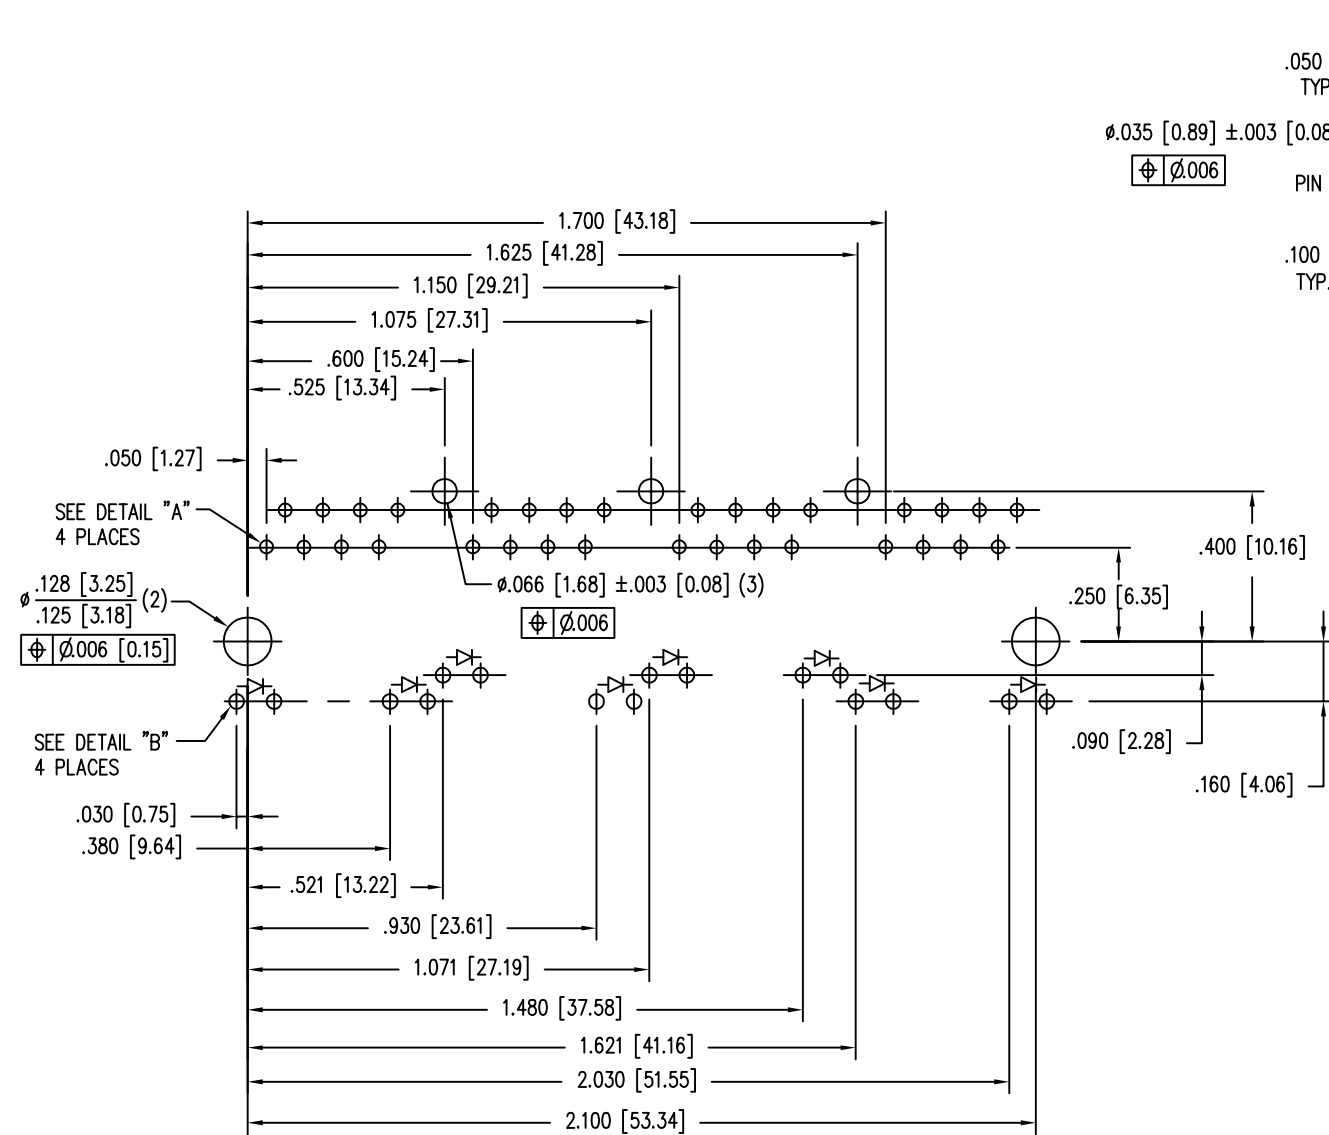 .050
TYP
ø.035 [0.89] ±.003 [0.08
⌖ Ø.006
PIN
1.700 [43.18]
1.625 [41.28]
.100
TYP.
1.150 [29.21]
1.075 [27.31]
.600 [15.24]
.525 [13.34]
.050 [1.27]
SEE DETAIL "A"
4 PLACES
.400 [10.16]
ø .128 [3.25]
.125 [3.18] (2)
ø.066 [1.68] ±.003 [0.08] (3)
.250 [6.35]
⌖ Ø.006
⌖ Ø.006 [0.15]
SEE DETAIL "B"
4 PLACES
.090 [2.28]
.160 [4.06]
.030 [0.75]
.380 [9.64]
.521 [13.22]
.930 [23.61]
1.071 [27.19]
1.480 [37.58]
1.621 [41.16]
2.030 [51.55]
2.100 [53.34]